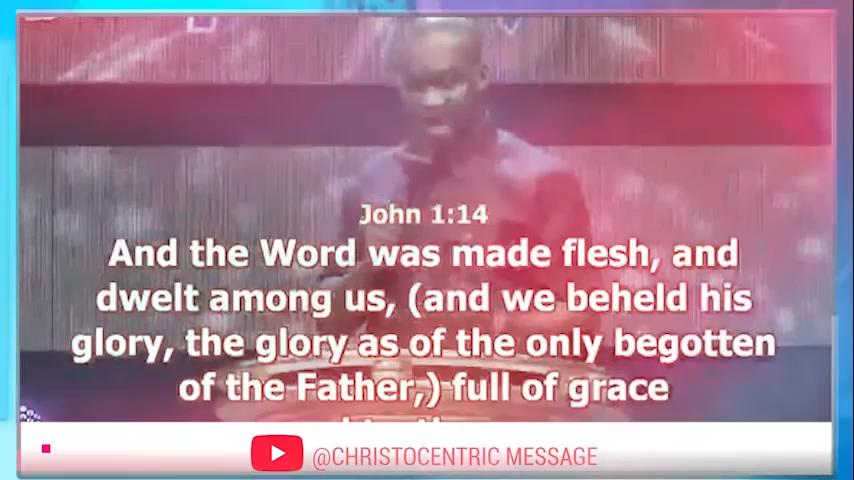 John 1:14
And the Word was made flesh, and
dwelt among us, (and we beheld his
glory, the glory as of the only begotten
of the Father,) full of grace
@CHRISTOCENTRIC MESSAGE